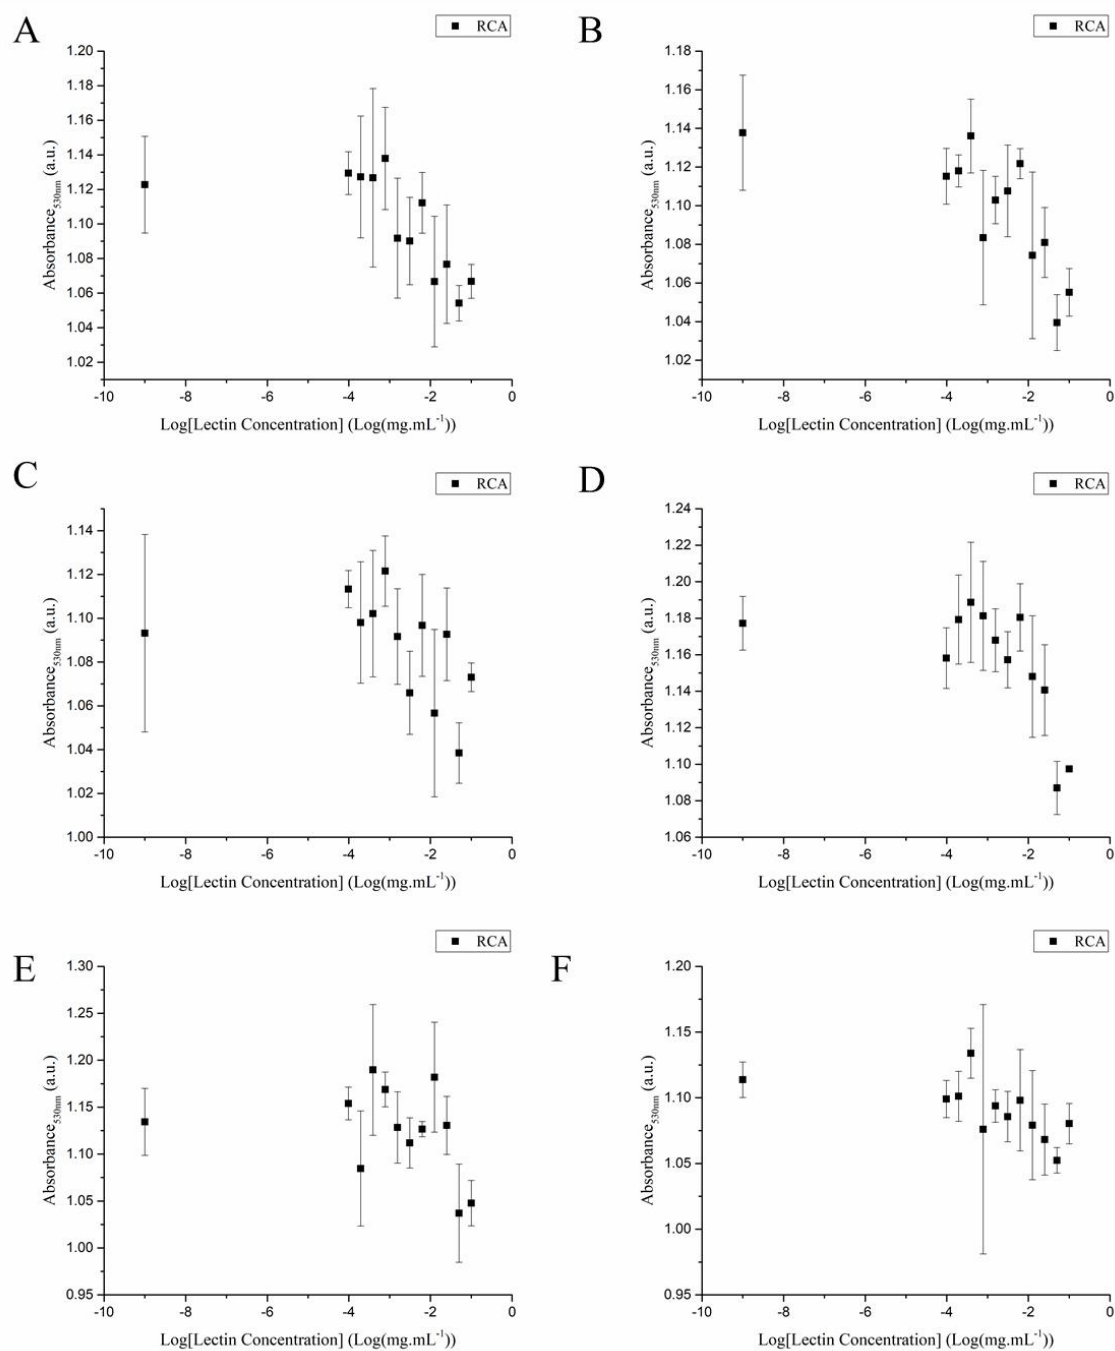 A
RCA
1.20
1.18
1.16
1.14
1.12
1.10
1.08
1.06
1.04
1.02
Absorbance530nm (a.u.)
-10 -8 -6 -4 -2 0
Log[Lectin Concentration] (Log(mg.mL-1))
B
RCA
1.18
1.16
1.14
1.12
1.10
1.08
1.06
1.04
1.02
Absorbance530nm (a.u.)
-10 -8 -6 -4 -2 0
Log[Lectin Concentration] (Log(mg.mL-1))
C
RCA
1.14
1.12
1.10
1.08
1.06
1.04
1.02
1.00
Absorbance530nm (a.u.)
-10 -8 -6 -4 -2 0
Log[Lectin Concentration] (Log(mg.mL-1))
D
RCA
1.24
1.22
1.20
1.18
1.16
1.14
1.12
1.10
1.08
1.06
Absorbance530nm (a.u.)
-10 -8 -6 -4 -2 0
Log[Lectin Concentration] (Log(mg.mL-1))
E
RCA
1.30
1.25
1.20
1.15
1.10
1.05
1.00
0.95
Absorbance530nm (a.u.)
-10 -8 -6 -4 -2 0
Log[Lectin Concentration] (Log(mg.mL-1))
F
RCA
1.20
1.15
1.10
1.05
1.00
0.95
Absorbance530nm (a.u.)
-10 -8 -6 -4 -2 0
Log[Lectin Concentration] (Log(mg.mL-1))